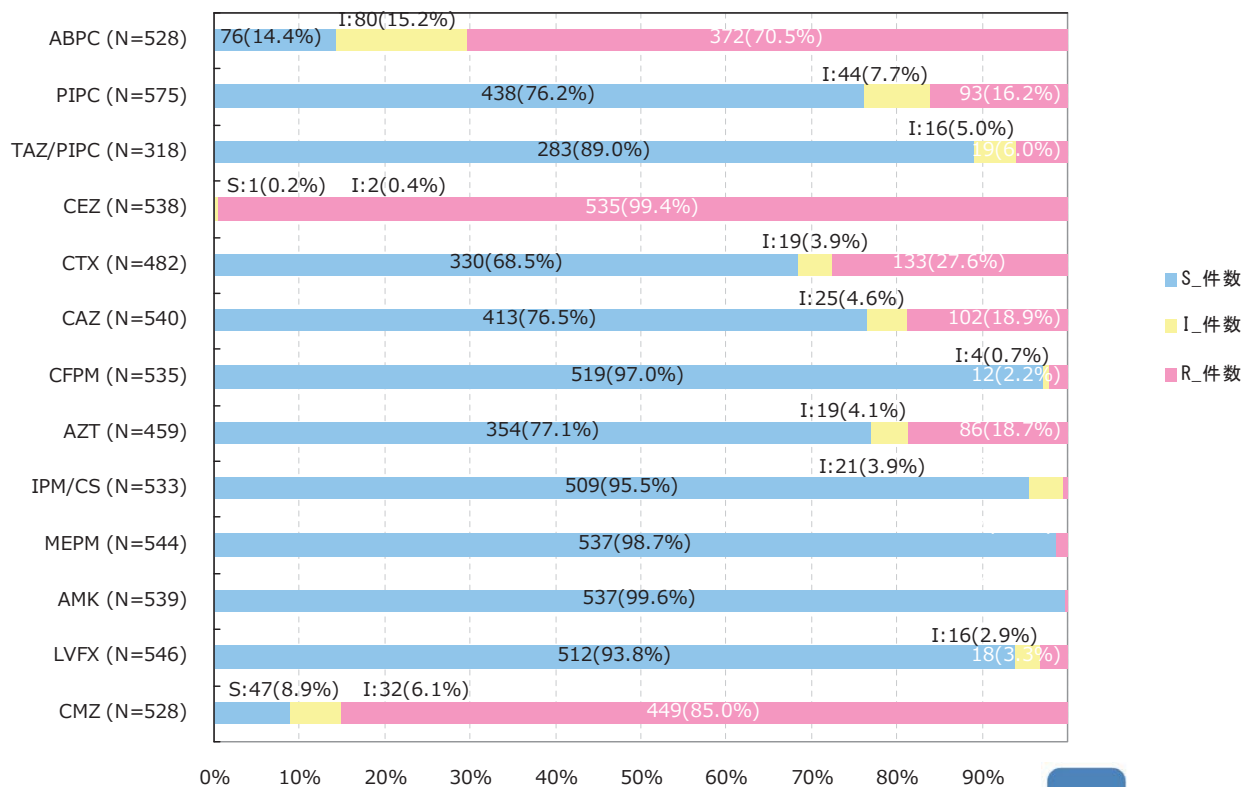 I:80(15.2%)
ABPC (N=528) 76(14.4%) 372(70.5%)
I:44(7.7%)
PIPC (N=575) 438(76.2%) 93(16.2%)
I:16(5.0%)
TAZ/PIPC (N=318) 283(89.0%) 19(6.0%)
S:1(0.2%) I:2(0.4%)
CEZ (N=538) 535(99.4%)
I:19(3.9%)
CTX (N=482) 330(68.5%) 133(27.6%)
S_件数
I:25(4.6%)
CAZ (N=540) 413(76.5%) 102(18.9%)
I_件数
I:4(0.7%)
CFPM (N=535) 519(97.0%) 12(2.2%)
R_件数
I:19(4.1%)
AZT (N=459) 354(77.1%) 86(18.7%)
I:21(3.9%)
IPM/CS (N=533) 509(95.5%)
MEPM (N=544) 537(98.7%)
AMK (N=539) 537(99.6%)
I:16(2.9%)
LVFX (N=546) 512(93.8%) 18(3.3%)
S:47(8.9%) I:32(6.1%)
CMZ (N=528) 449(85.0%)
0% 10% 20% 30% 40% 50% 60% 70% 80% 90%